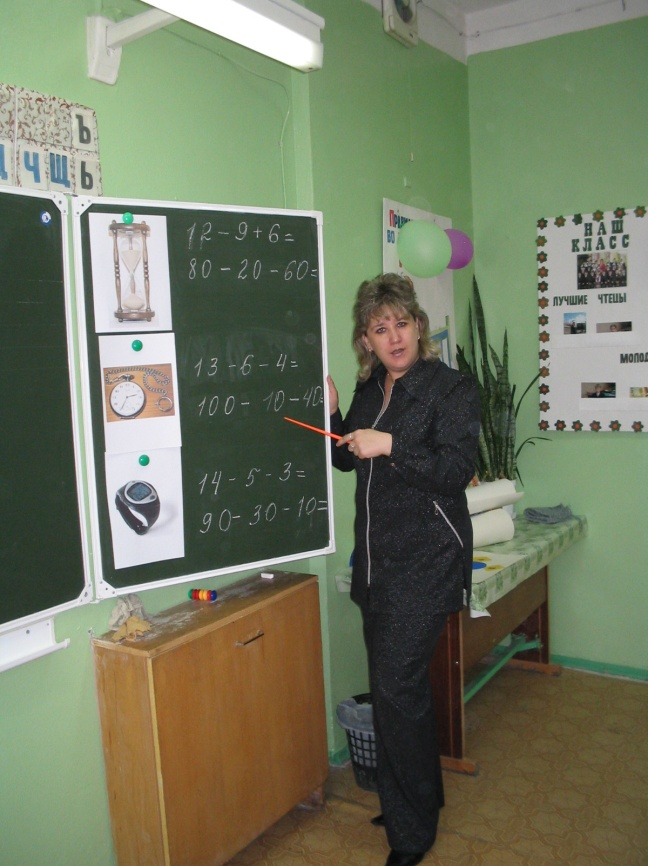 Ъ
Ч Щ Ь
12 - 9 + 6 =
80 - 20 - 60 =
13 - 6 - 4 =
100 - 10 - 40 =
14 - 5 - 3 =
90 - 30 - 10 =
НАШ
КЛАСС
ЛУЧШИЕ ЧТЕЦЫ